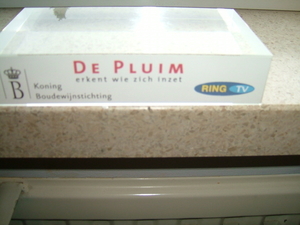 DE PLUIM
erkent wie zich inzet
B
Koning
Boudewijnstichting
RING TV